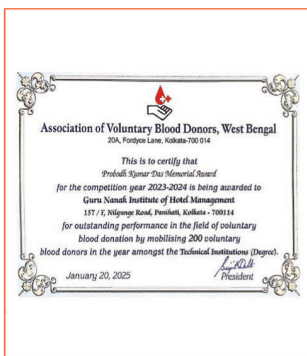 Association of Voluntary Blood Donors, West Bengal
20A, Fordyce Lane, Kolkata-700 014
This is to certify that
Probodh Kumar Das Memorial Award
for the competition year 2023-2024 is being awarded to
Guru Nanak Institute of Hotel Management
157 / F, Nilgunge Road, Panihati, Kolkata - 700114
for outstanding performance in the field of voluntary
blood donation by mobilising 200 voluntary
blood donors in the year amongst the Technical Institutions (Degree).
January 20, 2025
President